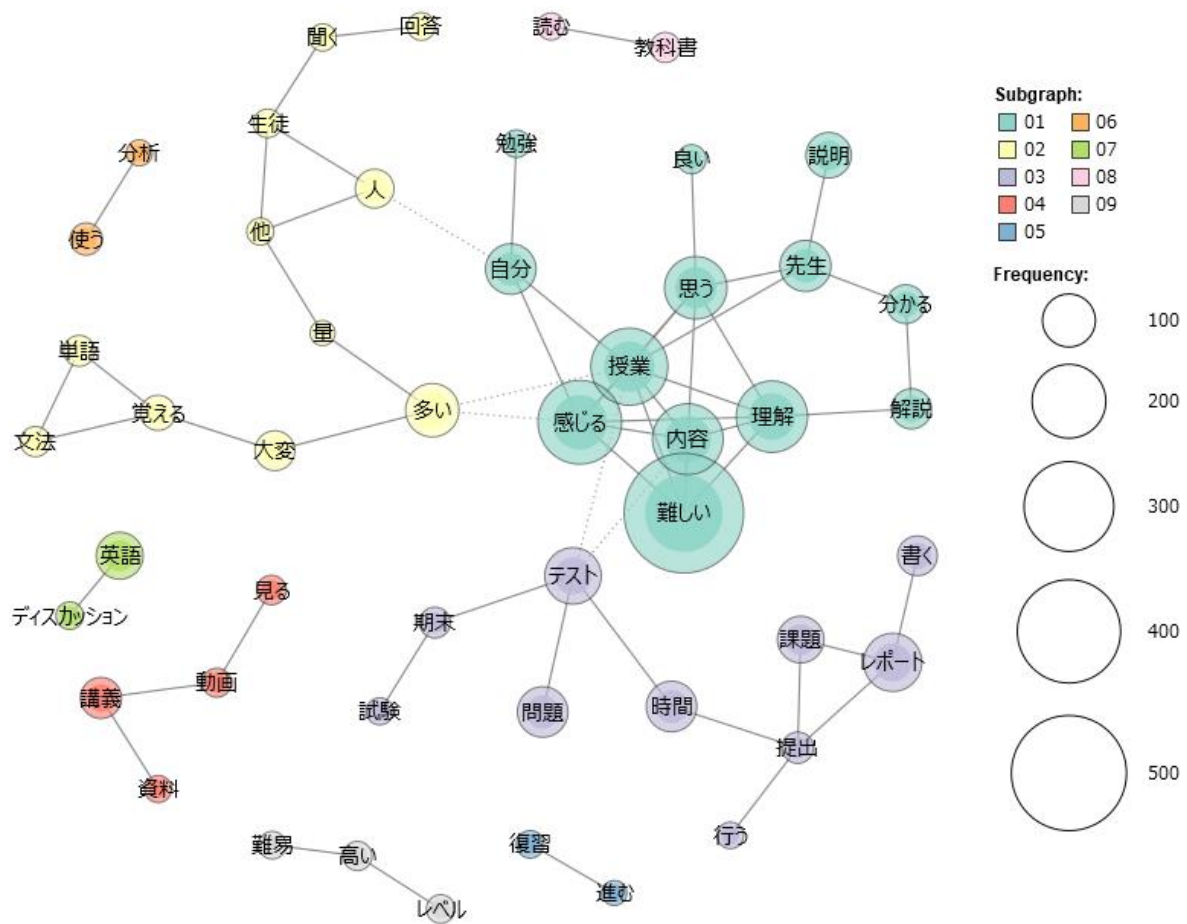 聞く
回答
読む
教科書
Subgraph:
01
06
02
07
03
08
04
09
05
生徒
勉強
良い
説明
分析
人
使う
他
自分
思う
先生
分かる
Frequency:
100
200
300
400
500
量
単語
文法
覚える
大変
多い
授業
感じる
内容
理解
解説
難しい
英語
ディスカッション
見る
動画
講義
資料
テスト
期末
試験
問題
時間
書く
課題
レポート
提出
行う
難易
高い
レベル
復習
進む